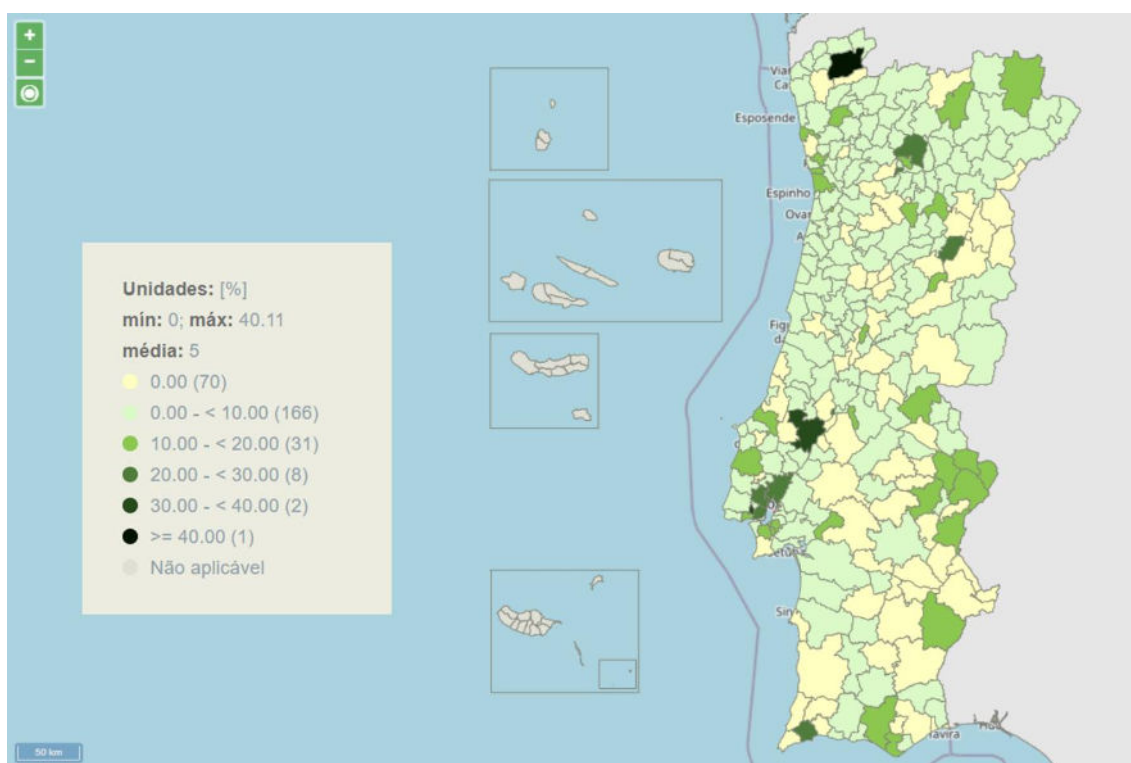 +
−
Unidades: [%]
mín: 0; máx: 40.11
média: 5
0.00 (70)
0.00 - < 10.00 (166)
10.00 - < 20.00 (31)
20.00 - < 30.00 (8)
30.00 - < 40.00 (2)
>= 40.00 (1)
Não aplicável
Esposende
Espinho
50 km